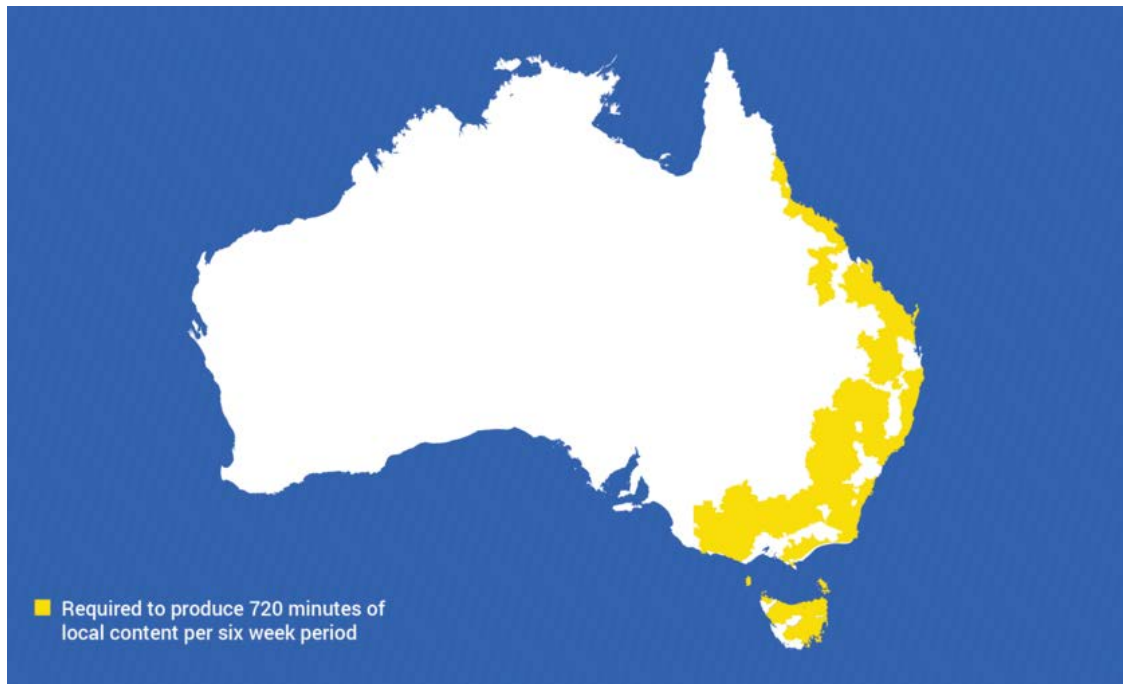 Required to produce 720 minutes of
local content per six week period